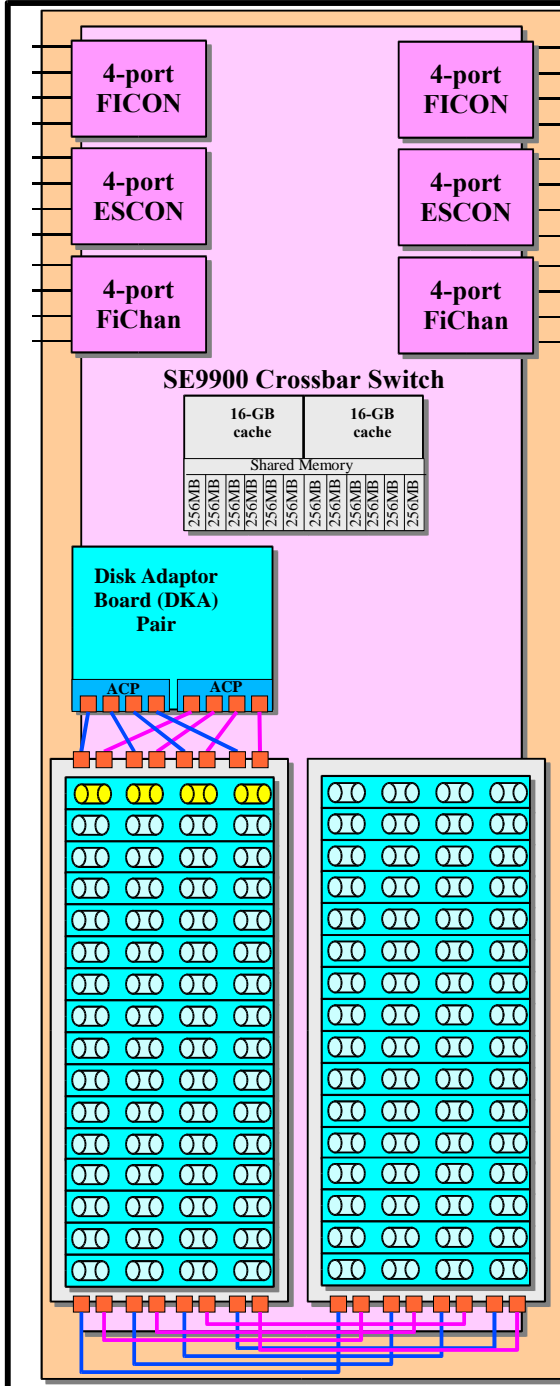 4-port
FICON
4-port
FICON
4-port
ESCON
4-port
ESCON
4-port
FiChan
4-port
FiChan
SE9900 Crossbar Switch
16-GB
cache
16-GB
cache
Shared Memory
256MB
256MB
256MB
256MB
256MB
256MB
256MB
256MB
256MB
256MB
256MB
256MB
Disk Adaptor
Board (DKA)
Pair
ACP
ACP